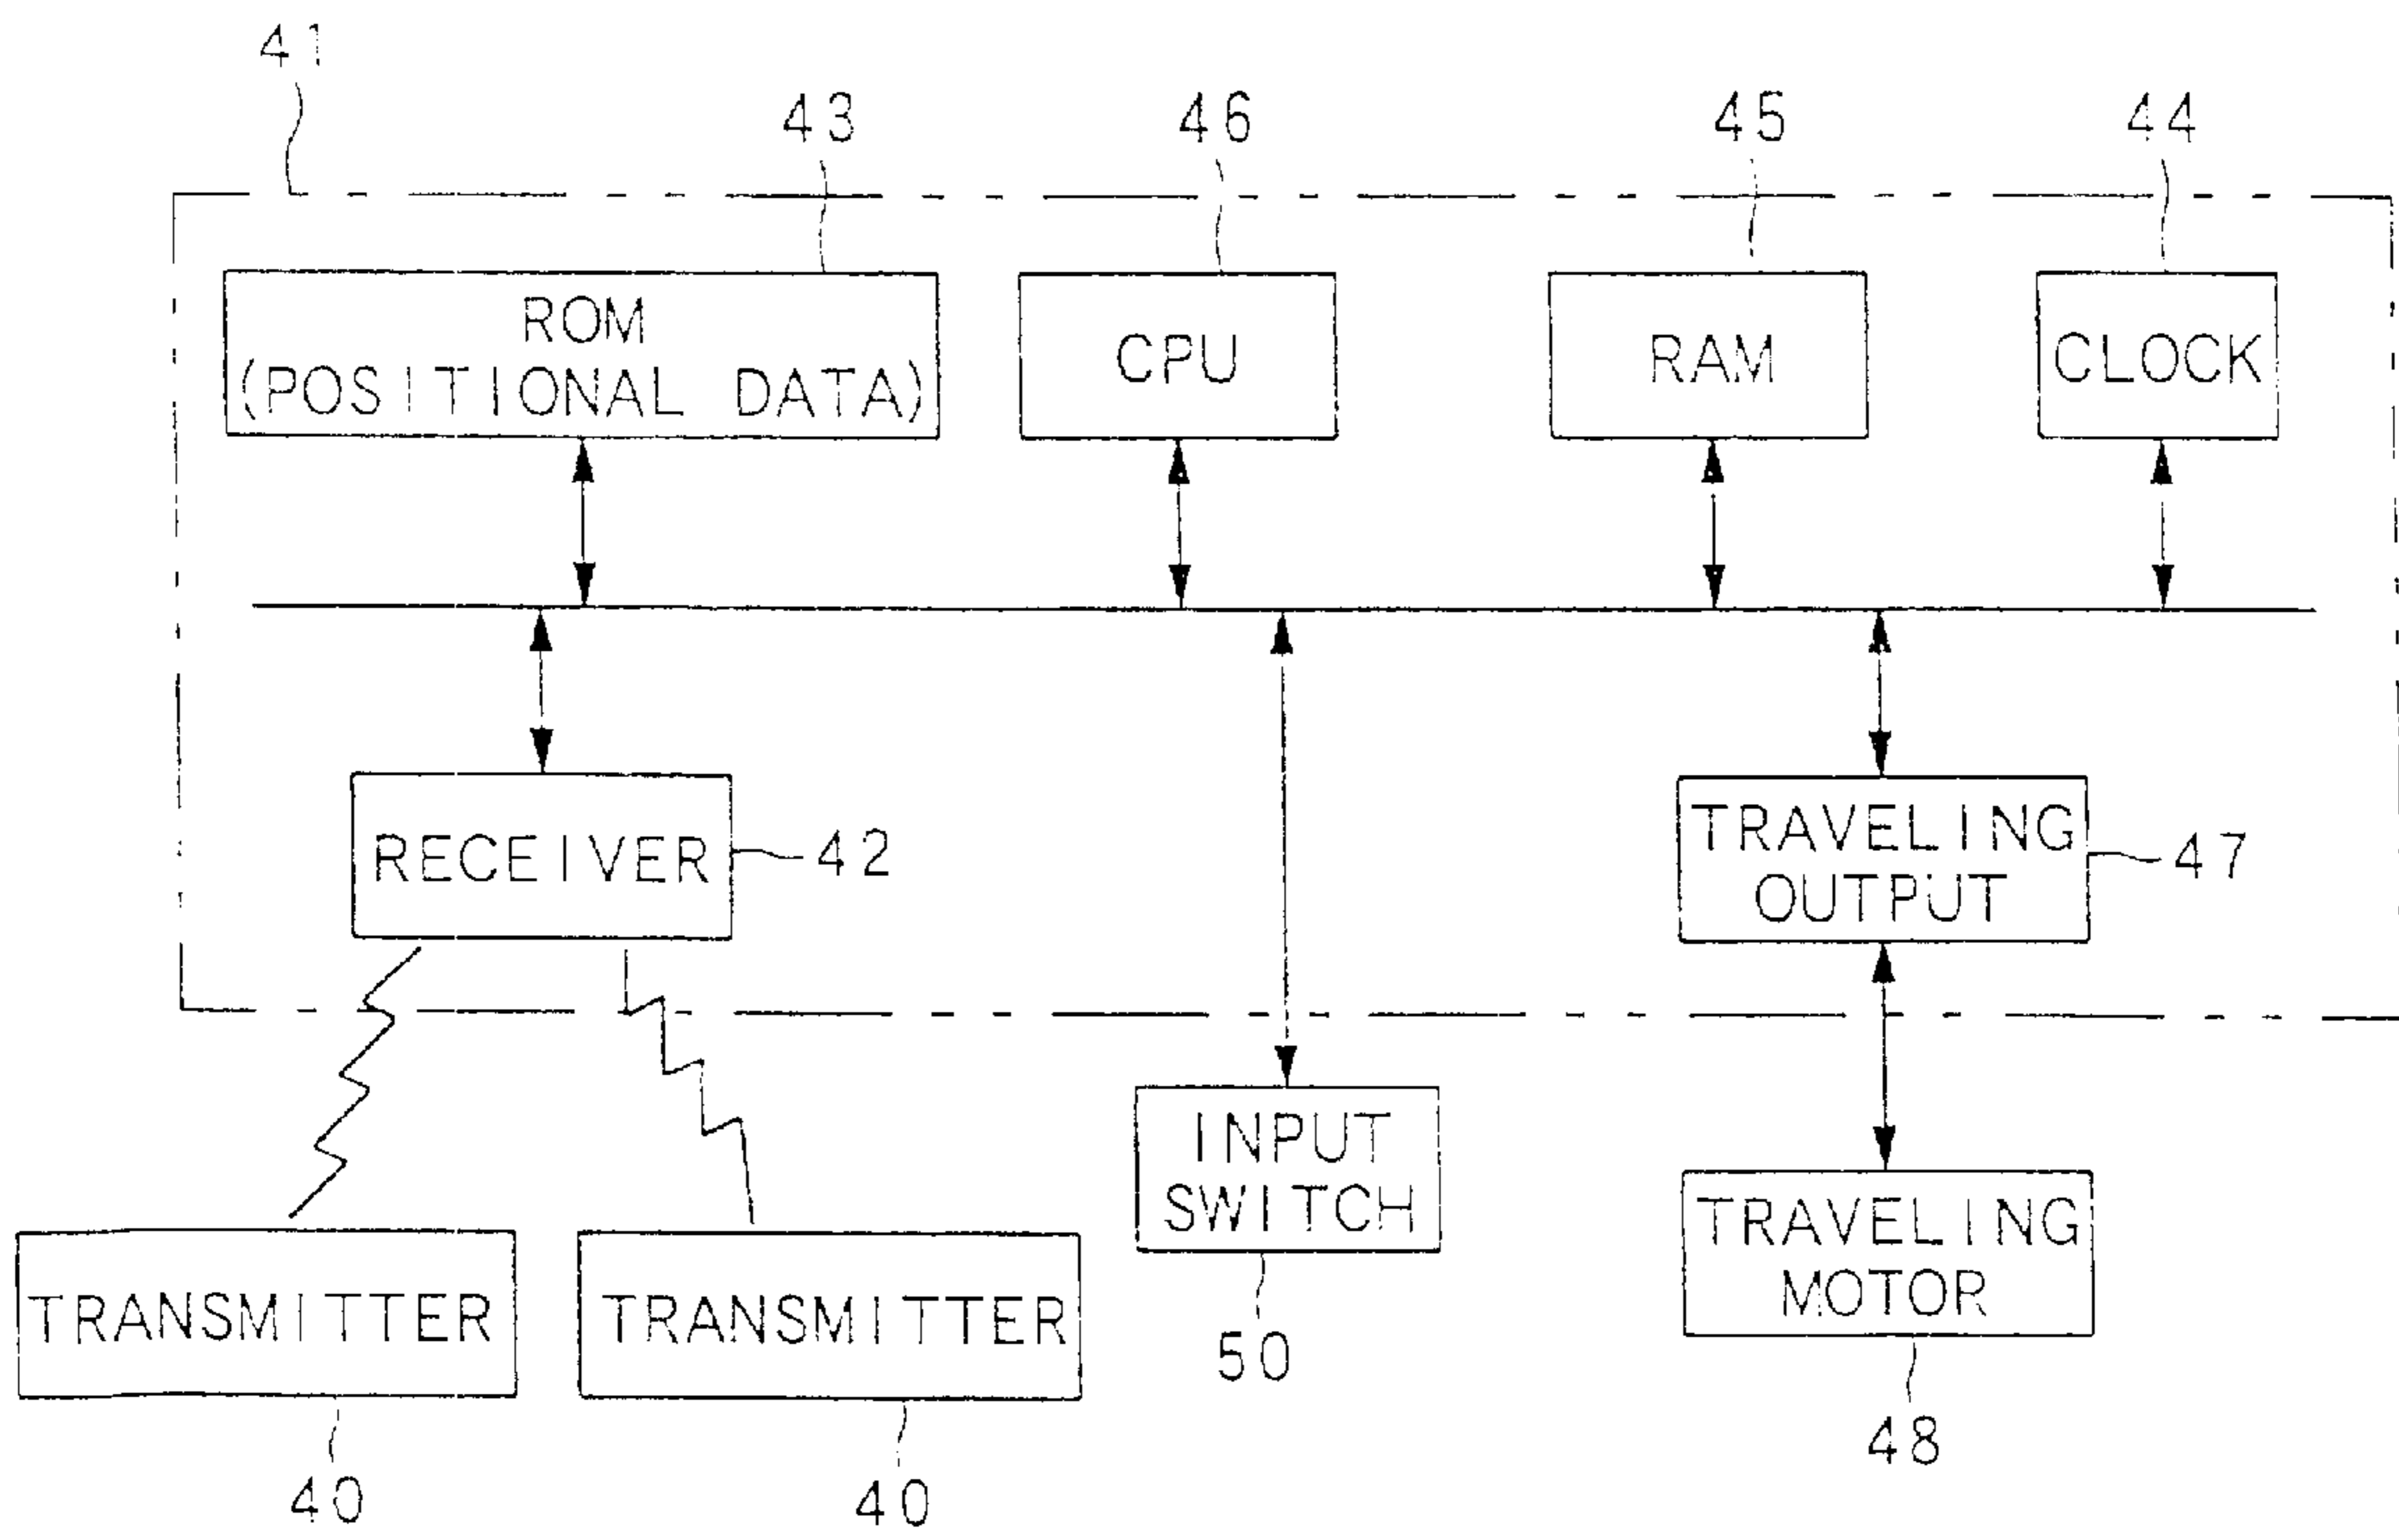 41
43
46
45
44
ROM
(POSITIONAL DATA)
CPU
RAM
CLOCK
RECEIVER
42
TRAVELING
OUTPUT
47
INPUT
SWITCH
50
TRAVELING
MOTOR
48
TRANSMITTER
40
TRANSMITTER
40